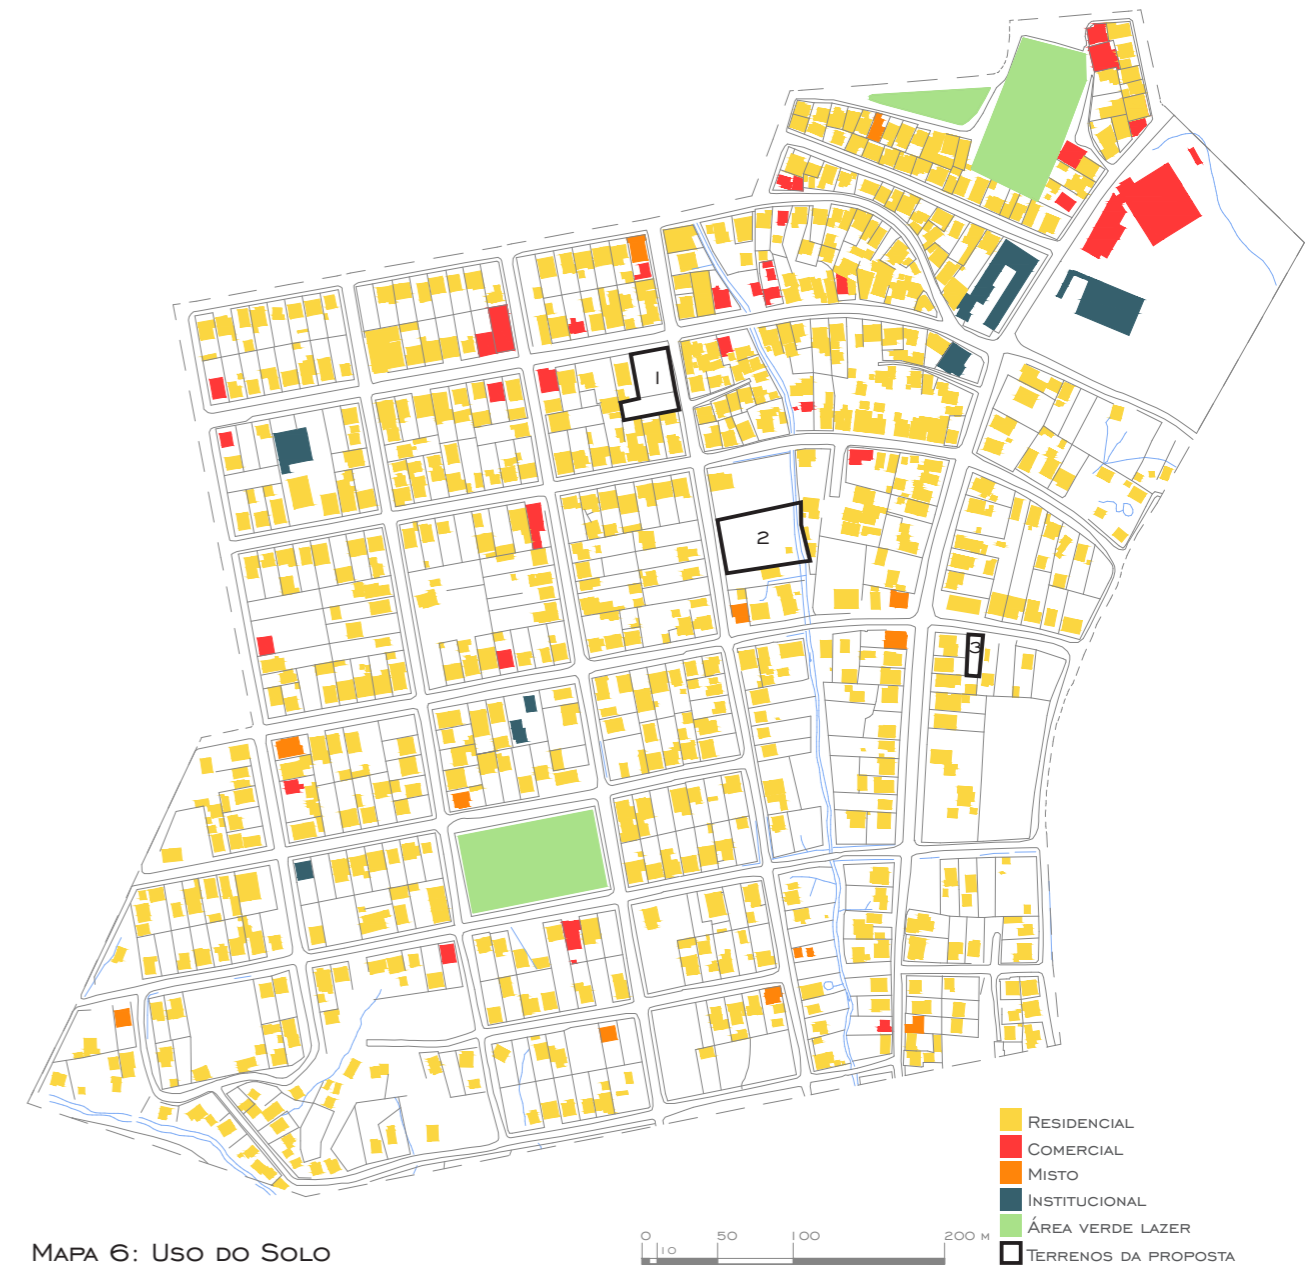 1
2
3
Residencial
Comercial
Misto
Institucional
Área verde lazer
Terrenos da proposta
Mapa 6: Uso do Solo
0 10 50 100 200 m